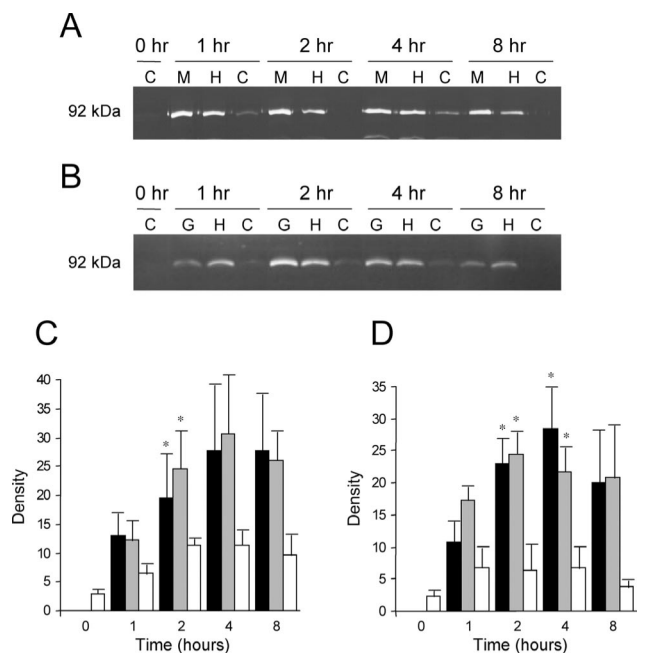 A
0 hr 1 hr 2 hr 4 hr 8 hr
C M H C M H C M H C M H C
92 kDa
B
0 hr 1 hr 2 hr 4 hr 8 hr
C G H C G H C G H C G H C
92 kDa
C
40
35
30
25
20
15
10
5
0
Density
* *
0 1 2 4 8
Time (hours)
D
35
30
25
20
15
10
5
0
Density
* * * *
0 1 2 4 8
Time (hours)